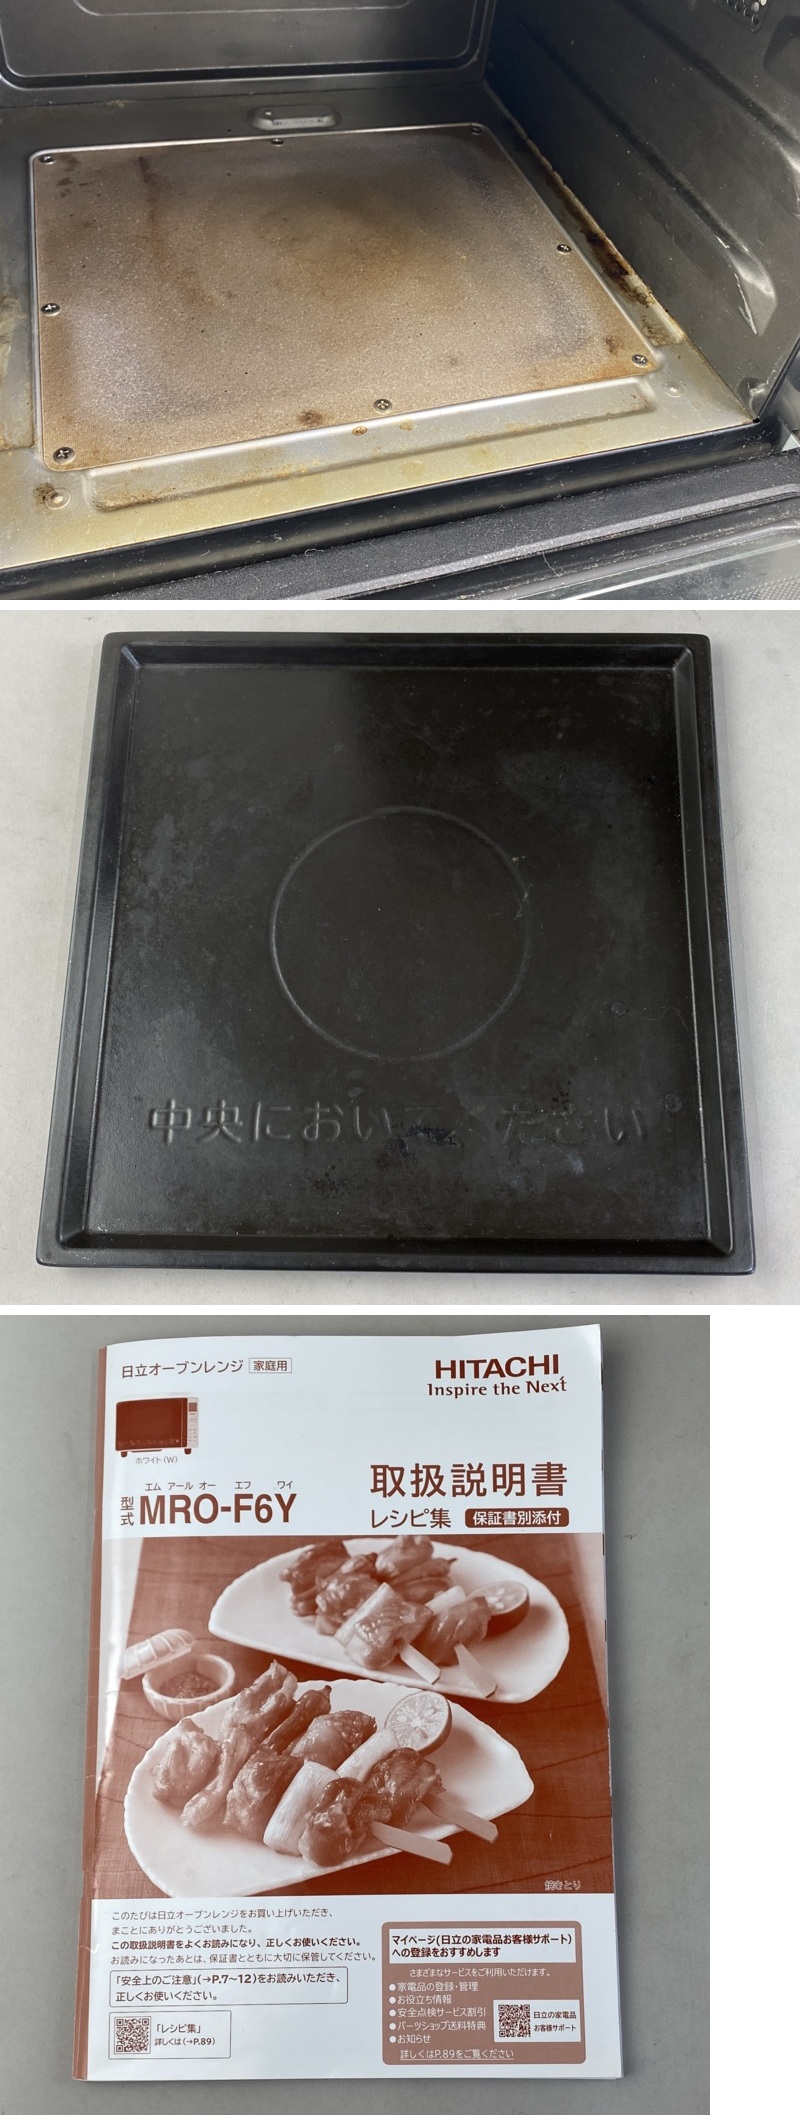 中央においてください
日立オーブンレンジ 家庭用
HITACHI
Inspire the Next
ホワイト(W)
エム アール オー エフ ワイ
型式 MRO-F6Y
取扱説明書
レシピ集 保証書別添付
焼きとり
このたびは日立オーブンレンジをお買い上げいただき、
まことにありがとうございました。
この取扱説明書をよくお読みになり、正しくお使いください。
お読みになったあとは、保証書とともに大切に保管してください。
「安全上のご注意」(→P.7~12)をお読みいただき、
正しくお使いください。
「レシピ集」
詳しくは(→P.89)
マイページ(日立の家電品お客様サポート)
への登録をおすすめします
さまざまなサービスをご利用いただけます。
●家電品の登録・管理
●お役立ち情報
●安全点検サービス割引
●パーツショップ送料特典
●お知らせ
日立の家電品
お客様サポート
詳しくはP.89をご覧ください